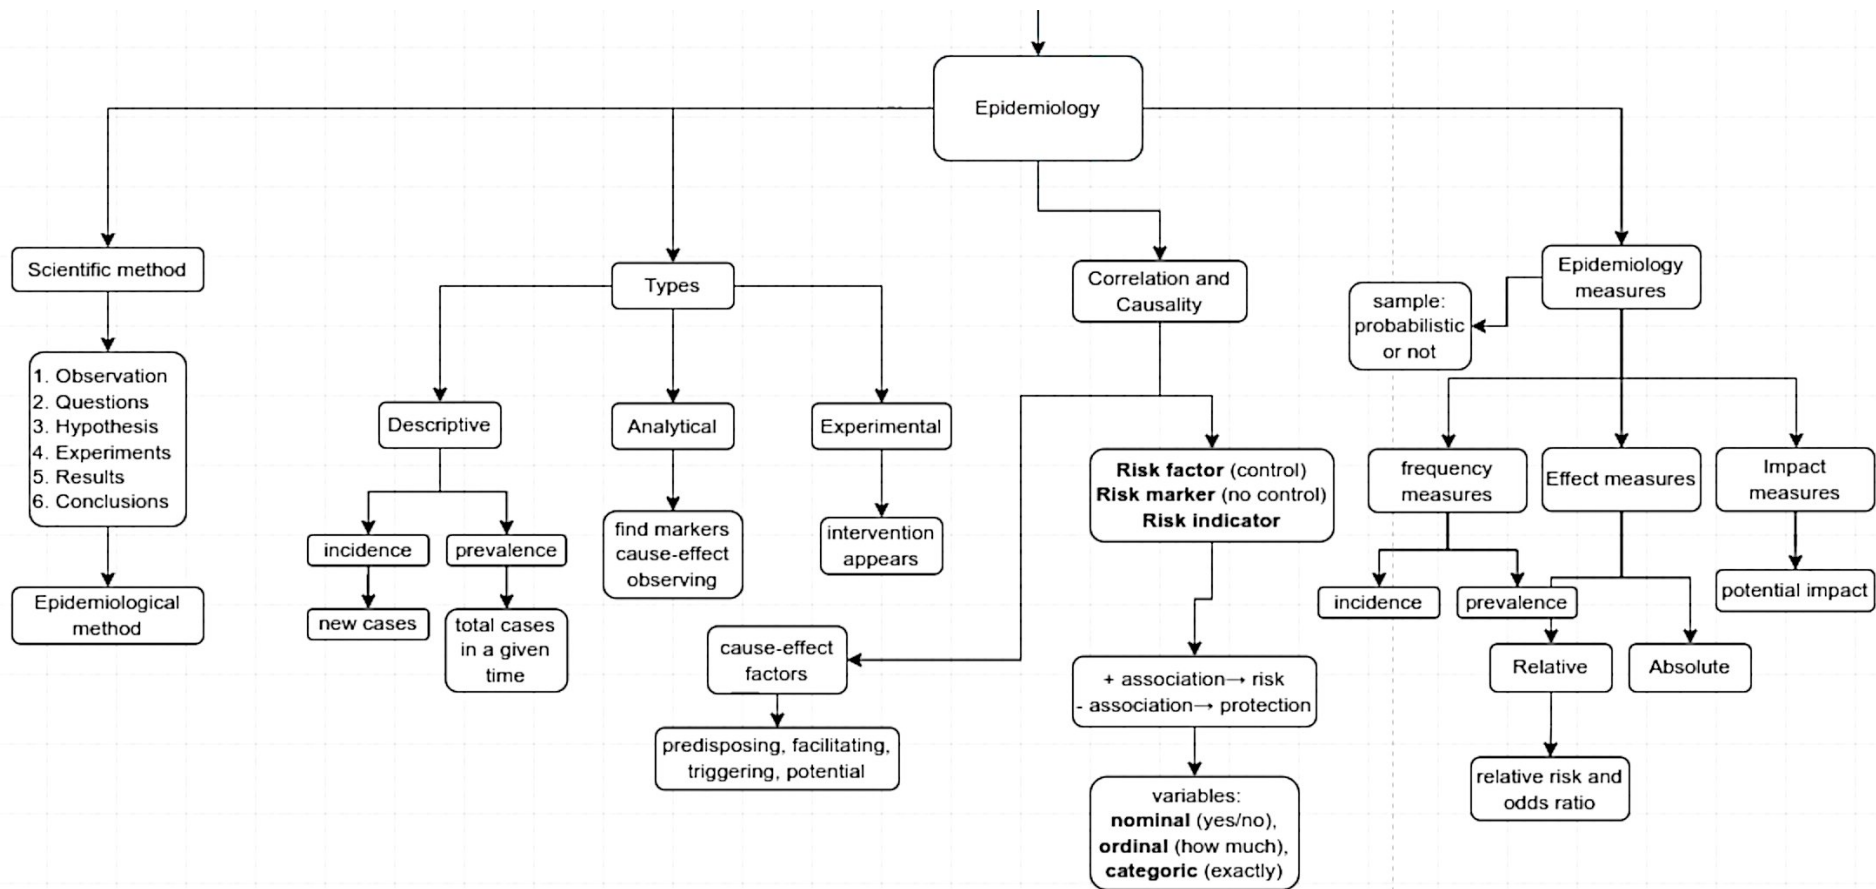 Epidemiology
Scientific method
1. Observation
2. Questions
3. Hypothesis
4. Experiments
5. Results
6. Conclusions
Epidemiological
method
Types
Descriptive
incidence
new cases
prevalence
total cases
in a given
time
Analytical
find markers
cause-effect
observing
Experimental
intervention
appears
Correlation and
Causality
cause-effect
factors
predisposing, facilitating,
triggering, potential
Risk factor (control)
Risk marker (no control)
Risk indicator
+ association→ risk
- association→ protection
variables:
nominal (yes/no),
ordinal (how much),
categoric (exactly)
Epidemiology
measures
sample:
probabilistic
or not
frequency
measures
incidence
prevalence
Effect measures
Relative
relative risk and
odds ratio
Absolute
Impact
measures
potential impact